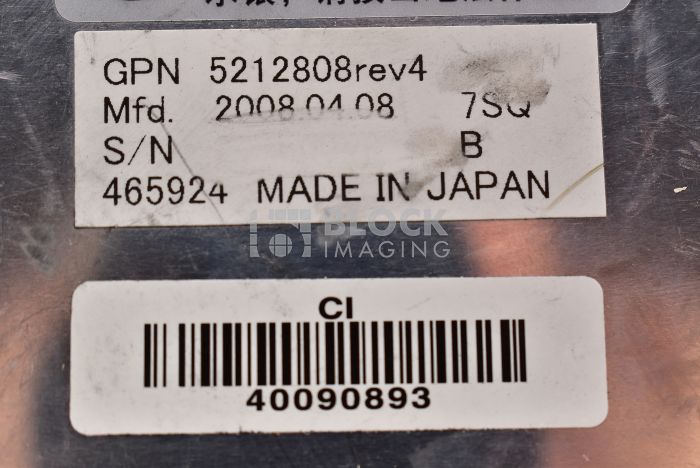 GPN 5212808rev4
Mfd. 2008.04.08 7SQ
S/N B
465924 MADE IN JAPAN
BLOCK
IMAGING
CI
40090893